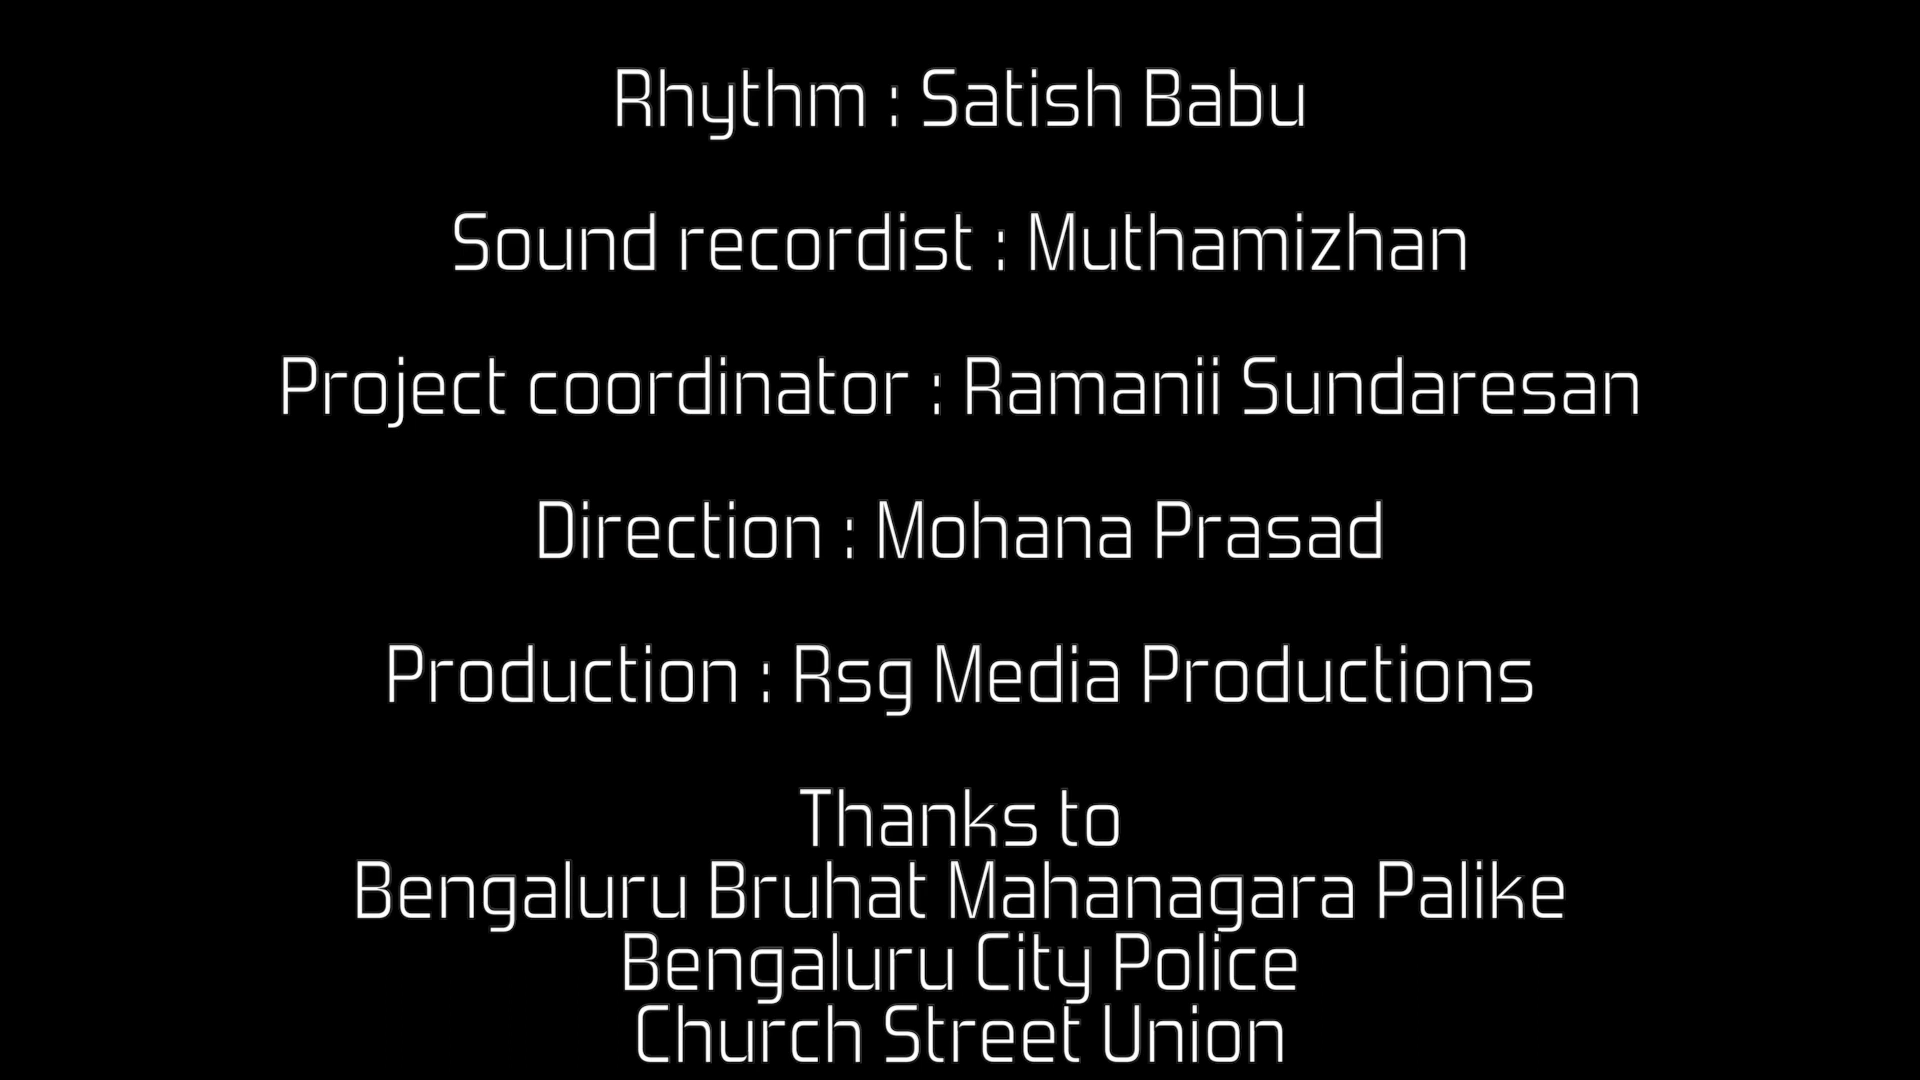 Rhythm : Satish Babu
Sound recordist : Muthamizhan
Project coordinator : Ramanii Sundaresan
Direction : Mohana Prasad
Production : Rsg Media Productions
Thanks to
Bengaluru Bruhat Mahanagara Palike
Bengaluru City Police
Church Street Union